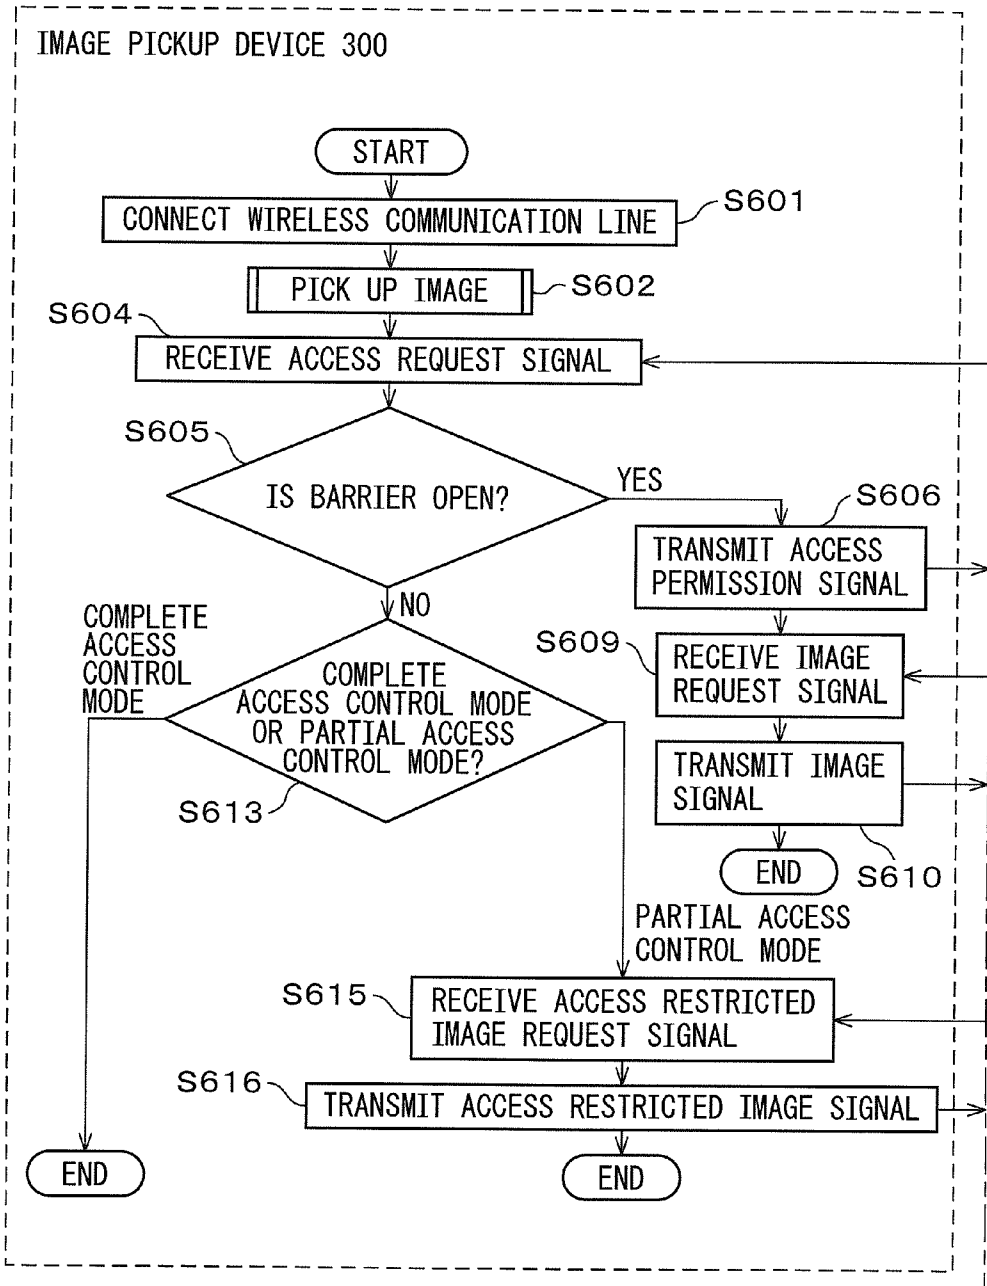 IMAGE PICKUP DEVICE 300
START
CONNECT WIRELESS COMMUNICATION LINE
S601
PICK UP IMAGE
S602
S604
RECEIVE ACCESS REQUEST SIGNAL
S605
IS BARRIER OPEN?
YES
S606
TRANSMIT ACCESS
PERMISSION SIGNAL
NO
COMPLETE
ACCESS
CONTROL
MODE
S609
RECEIVE IMAGE
REQUEST SIGNAL
COMPLETE
ACCESS CONTROL MODE
OR PARTIAL ACCESS
CONTROL MODE?
S613
TRANSMIT IMAGE
SIGNAL
S610
END
PARTIAL ACCESS
CONTROL MODE
S615
RECEIVE ACCESS RESTRICTED
IMAGE REQUEST SIGNAL
S616
TRANSMIT ACCESS RESTRICTED IMAGE SIGNAL
END
END